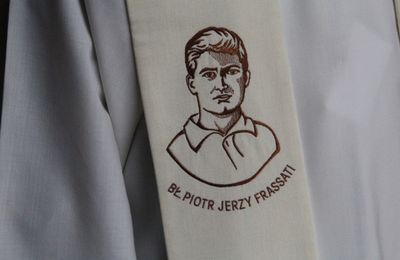 BŁ. PIOTR JERZY FRASSATI